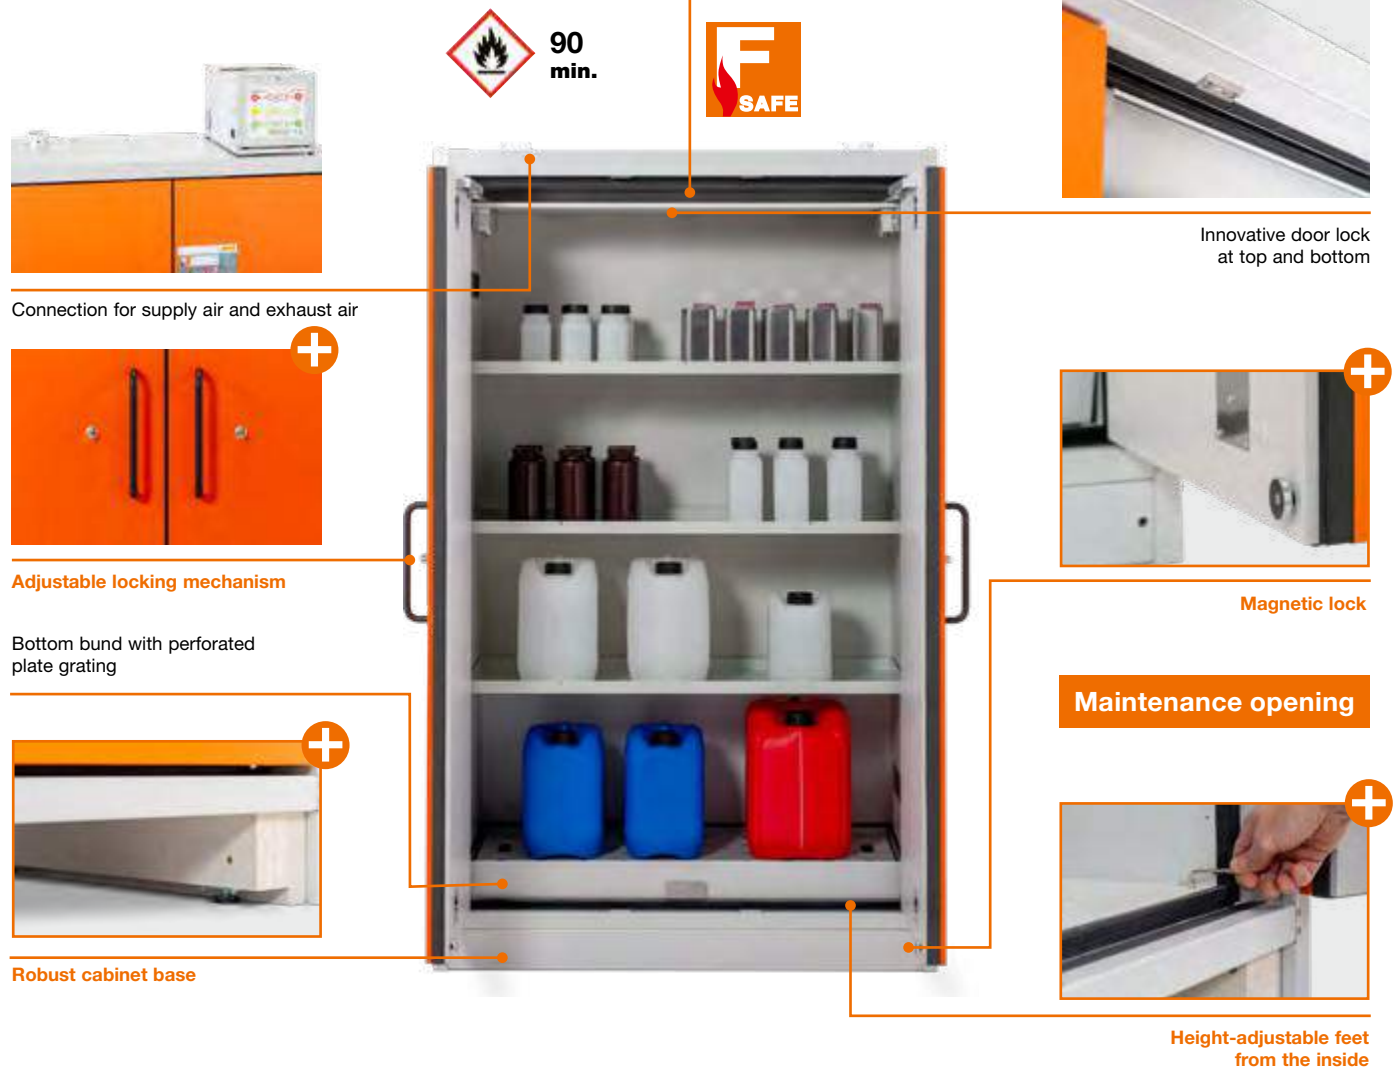 90
min.
F
SAFE
Innovative door lock
at top and bottom
Connection for supply air and exhaust air
Adjustable locking mechanism
Magnetic lock
Bottom bund with perforated
plate grating
Maintenance opening
Robust cabinet base
Height-adjustable feet
from the inside